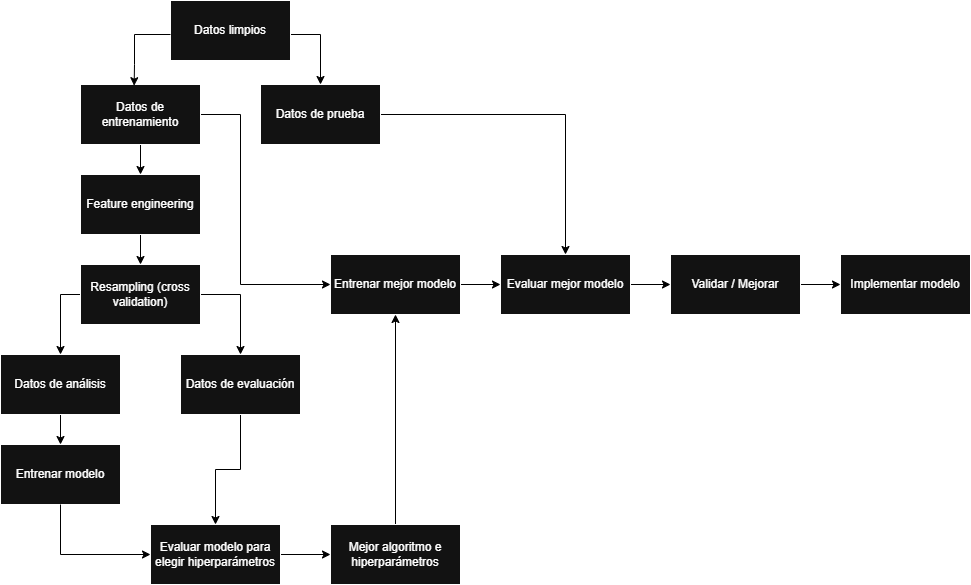 Datos limpios
Datos de
entrenamiento
Datos de prueba
Feature engineering
Resampling (cross
validation)
Entrenar mejor modelo
Evaluar mejor modelo
Validar / Mejorar
Implementar modelo
Datos de análisis
Datos de evaluación
Entrenar modelo
Evaluar modelo para
elegir hiperparámetros
Mejor algoritmo e
hiperparámetros